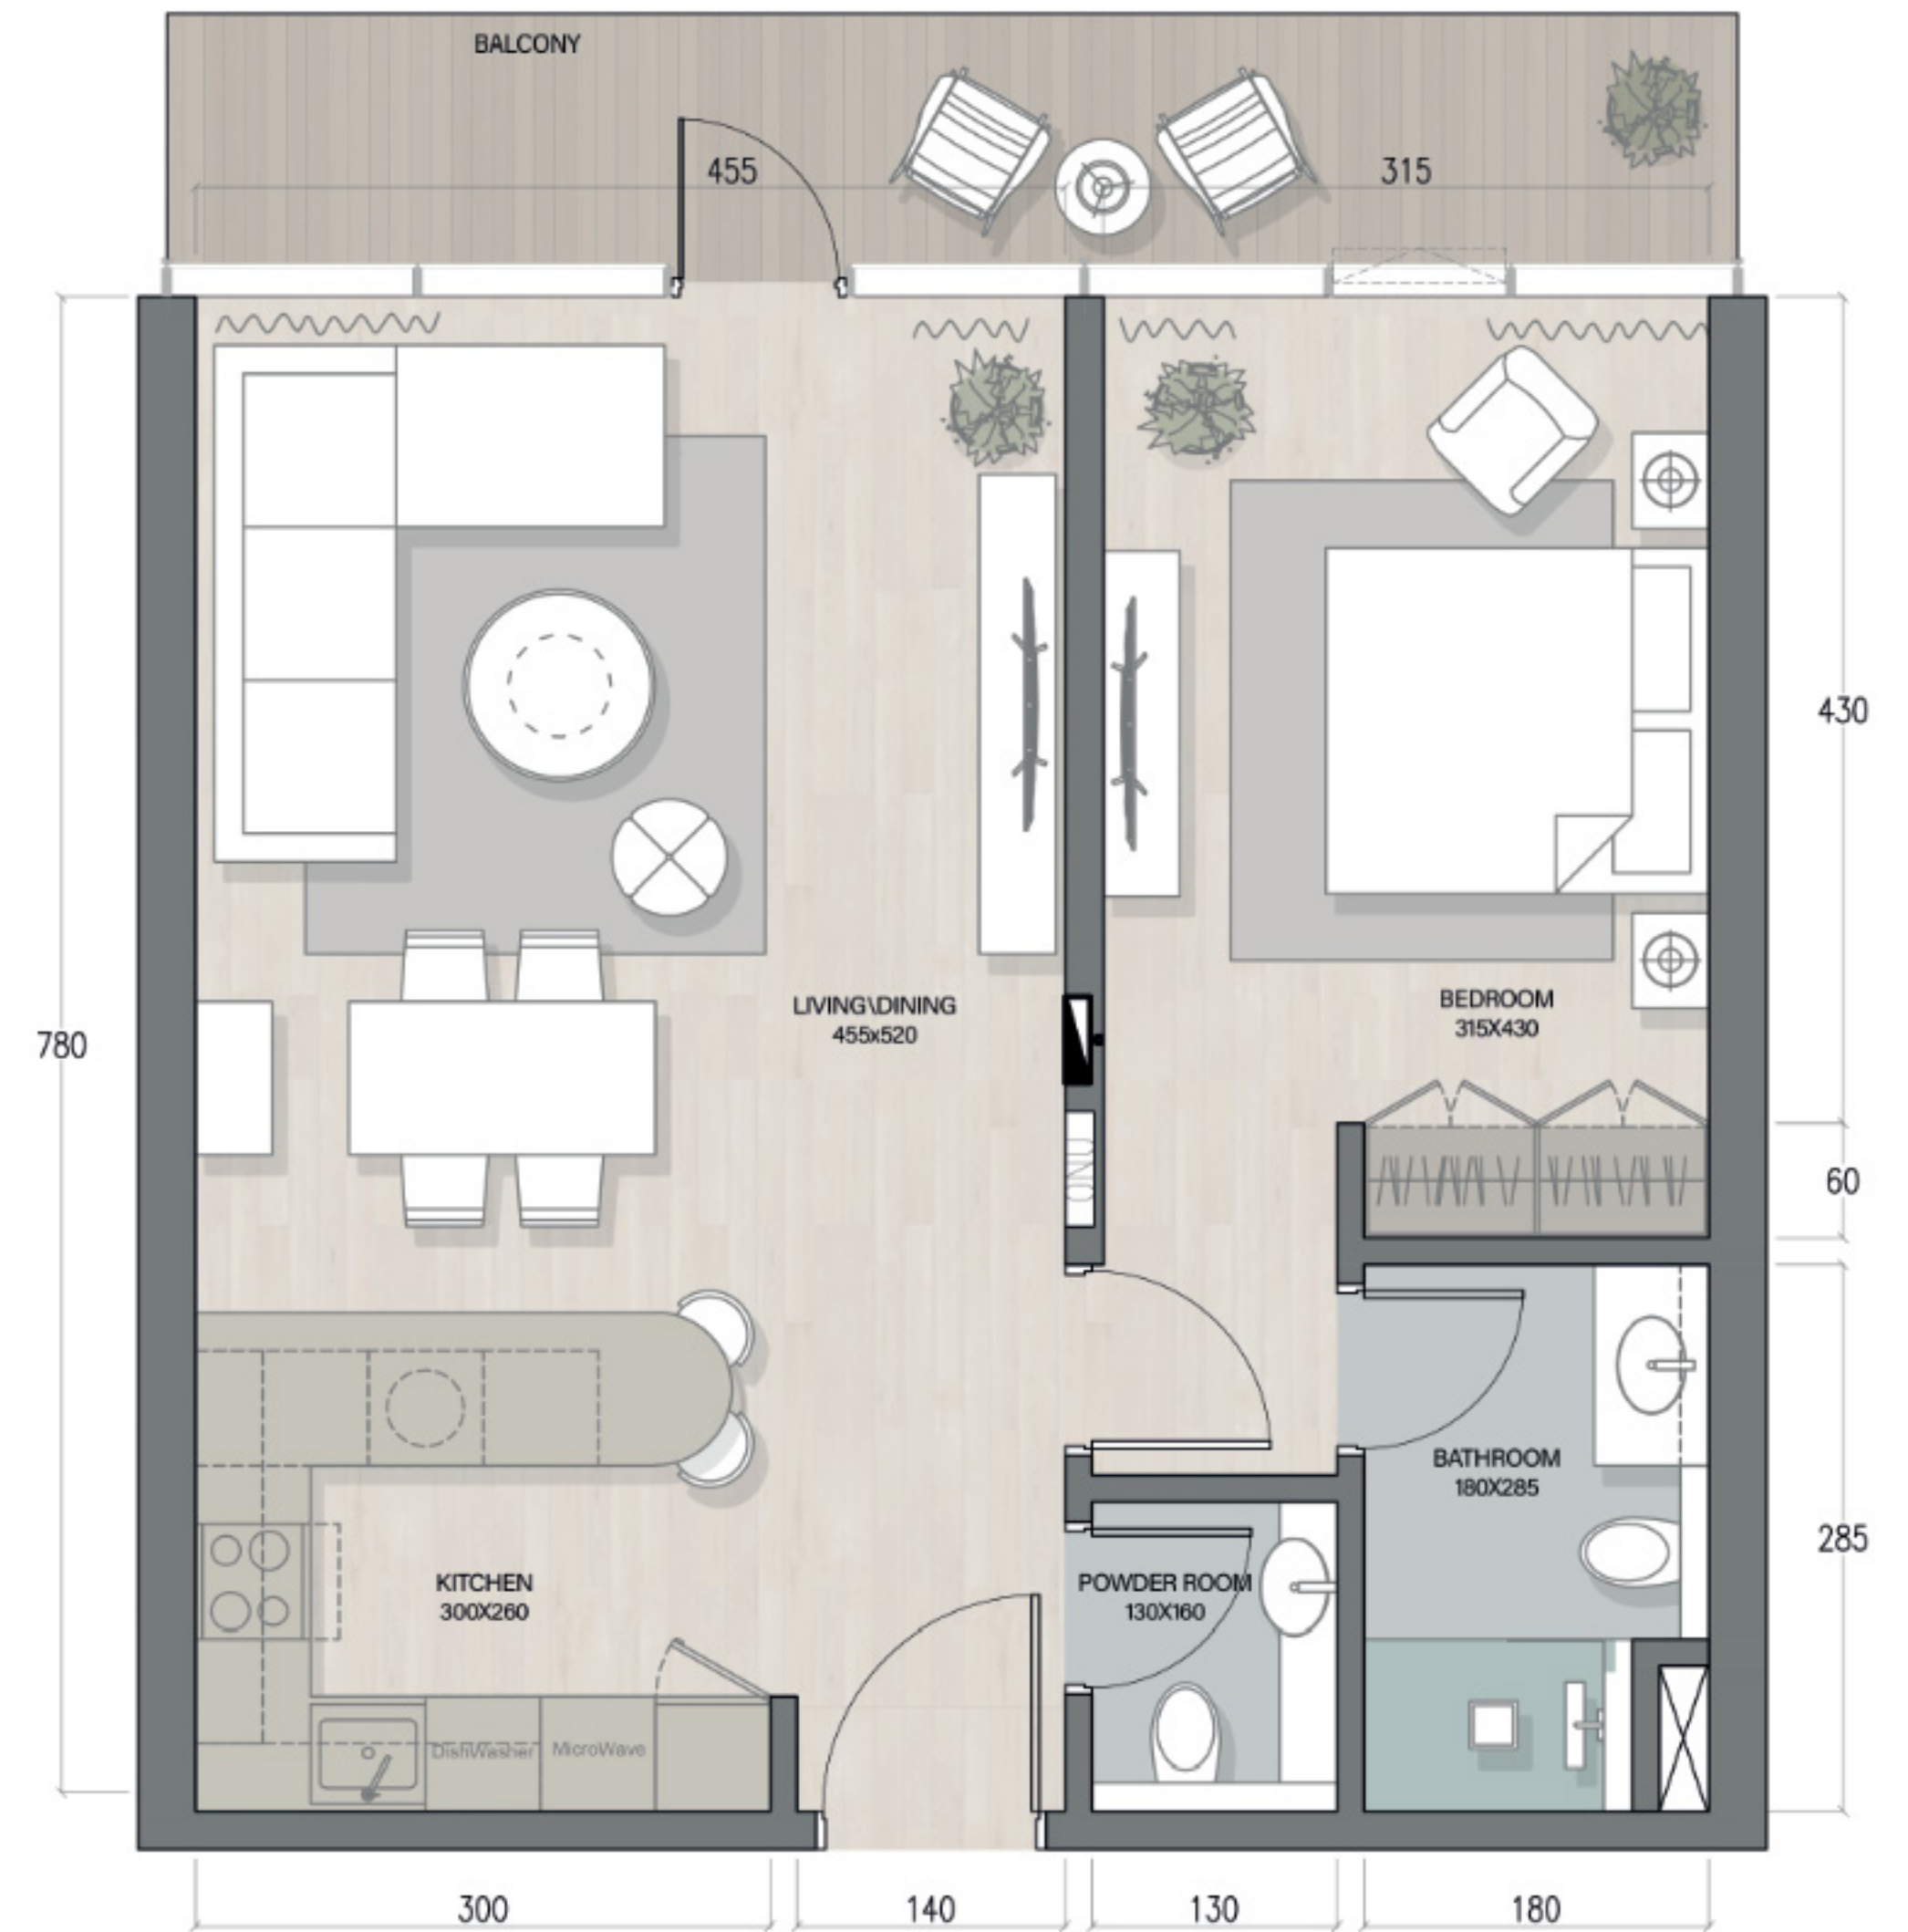 BALCONY
455
315
430
780
LIVING\DINING
455x520
BEDROOM
315X430
60
BATHROOM
180X285
285
KITCHEN
300X260
POWDER ROOM
130X160
DishWasher
MicroWave
300
140
130
180